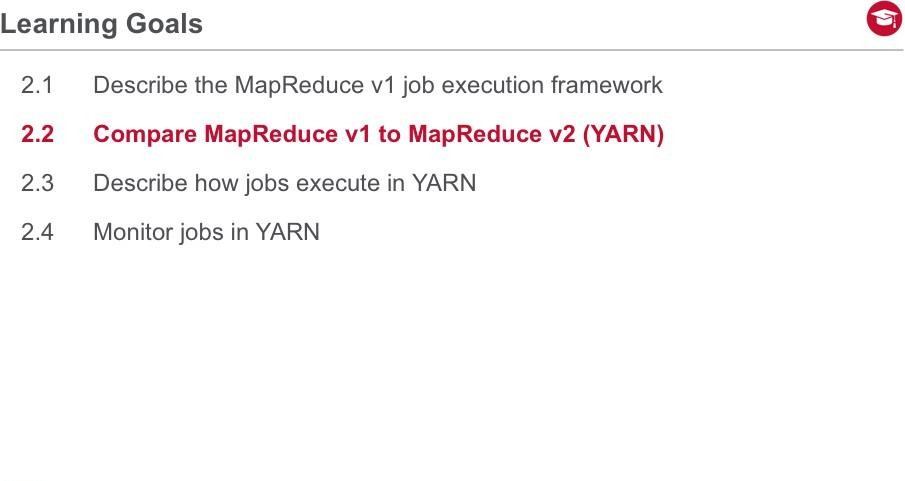 Learning Goals
2.1 Describe the MapReduce v1 job execution framework
2.2 Compare MapReduce v1 to MapReduce v2 (YARN)
2.3 Describe how jobs execute in YARN
2.4 Monitor jobs in YARN